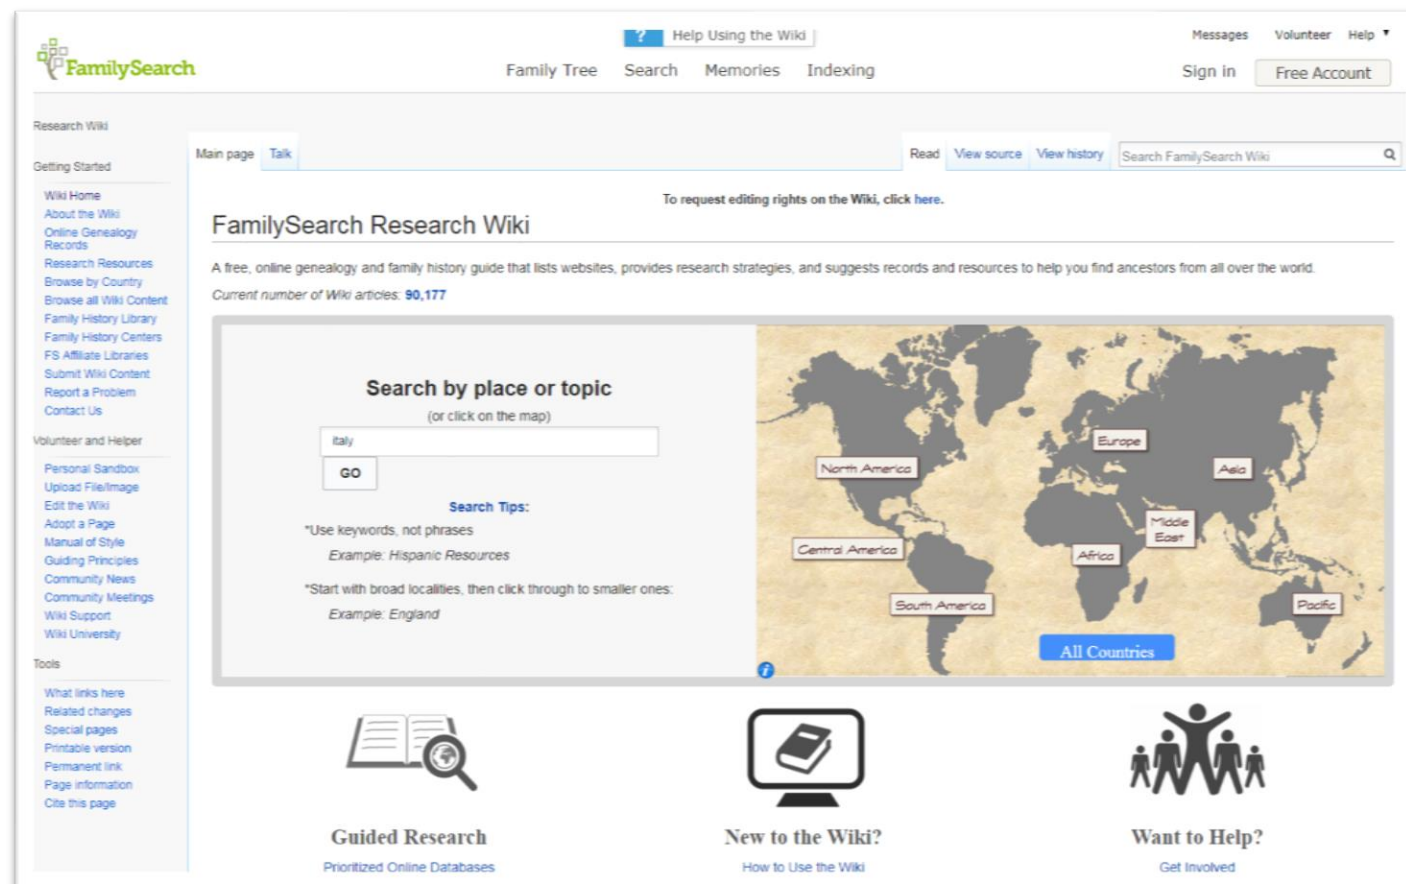 ? Help Using the Wiki
Messages Volunteer Help
FamilySearch
Family Tree Search Memories Indexing
Sign in Free Account
Research Wiki
Getting Started
Wiki Home
About the Wiki
Online Genealogy
Records
Research Resources
Browse by Country
Browse all Wiki Content
Family History Library
Family History Centers
FS Affiliate Libraries
Submit Wiki Content
Report a Problem
Contact Us
Volunteer and Helper
Personal Sandbox
Upload File/Image
Edit the Wiki
Adopt a Page
Manual of Style
Guiding Principles
Community News
Community Meetings
Wiki Support
Wiki University
Tools
What links here
Related changes
Special pages
Printable version
Permanent link
Page information
Cite this page
Main page Talk
Read View source View history Search FamilySearch Wiki
To request editing rights on the Wiki, click here.
FamilySearch Research Wiki
A free, online genealogy and family history guide that lists websites, provides research strategies, and suggests records and resources to help you find ancestors from all over the world.
Current number of Wiki articles: 90,177
Search by place or topic
(or click on the map)
italy
GO
Search Tips:
*Use keywords, not phrases
Example: Hispanic Resources
*Start with broad localities, then click through to smaller ones:
Example: England
Europe
North America
Asia
Middle
East
Central America
Africa
South America
Pacific
All Countries
i
Guided Research
Prioritized Online Databases
New to the Wiki?
How to Use the Wiki
Want to Help?
Get Involved